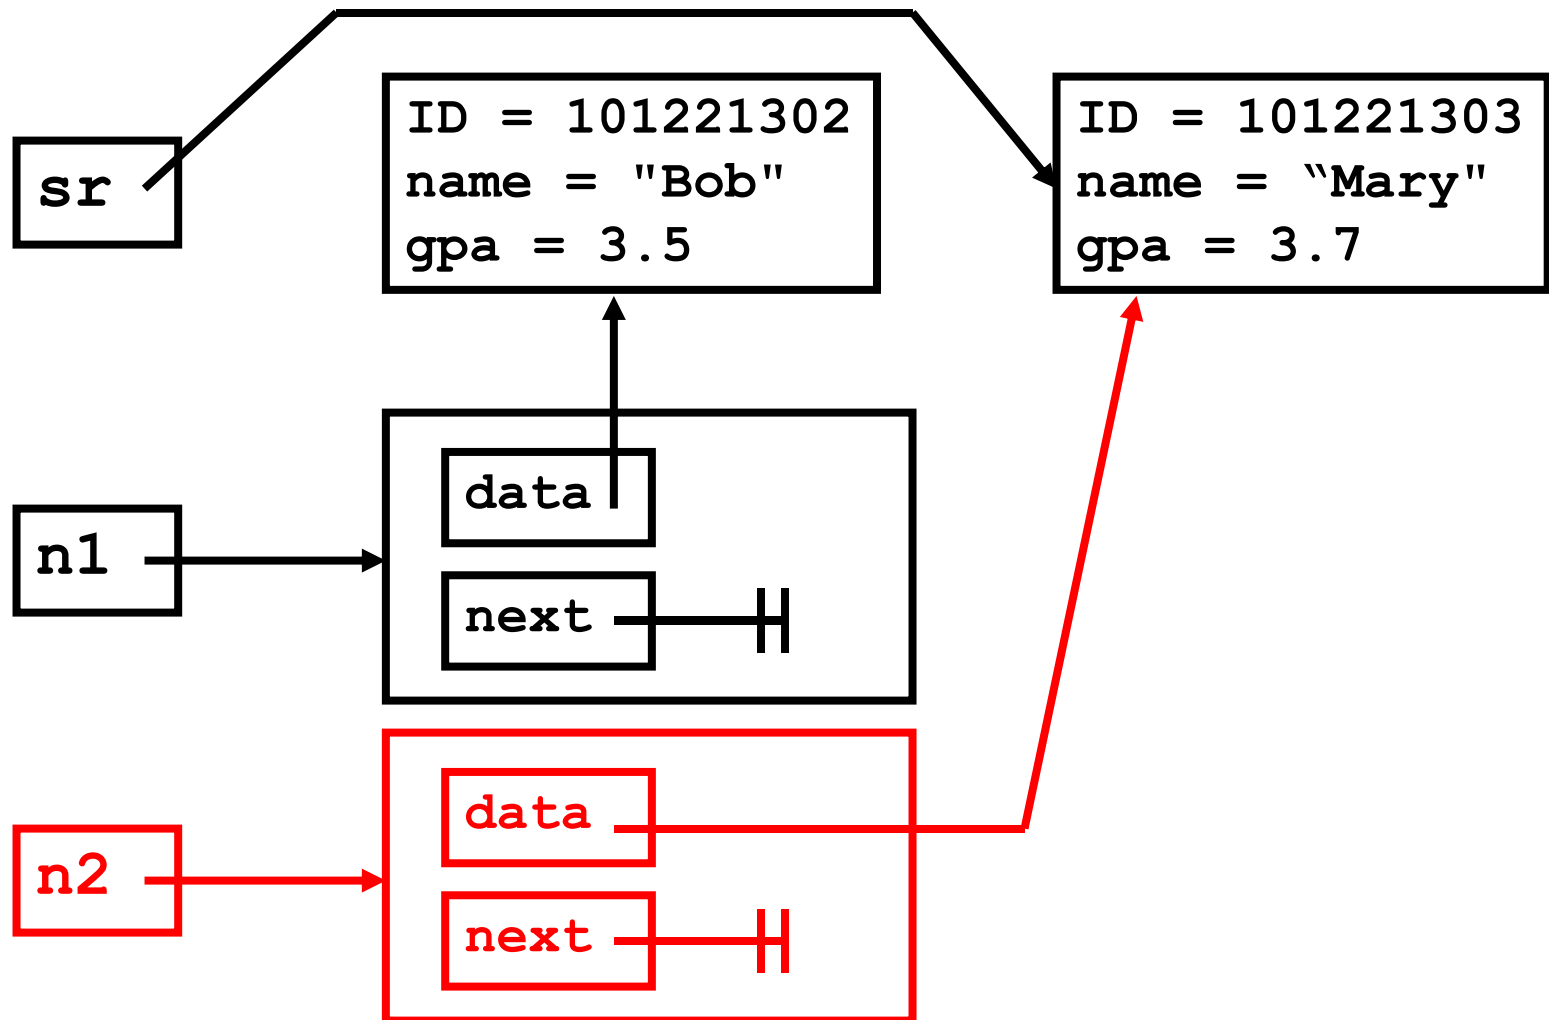 sr
ID = 101221302
name = "Bob"
gpa = 3.5
ID = 101221303
name = “Mary"
gpa = 3.7
n1
data
next
n2
data
next